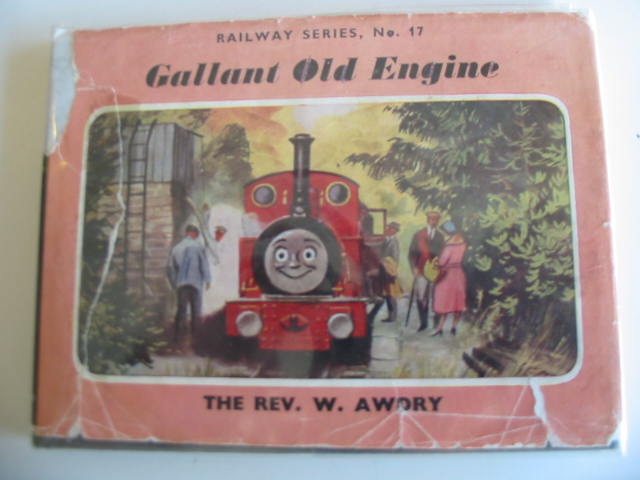 RAILWAY SERIES, No. 17
Gallant Old Engine
THE REV. W. AWDRY